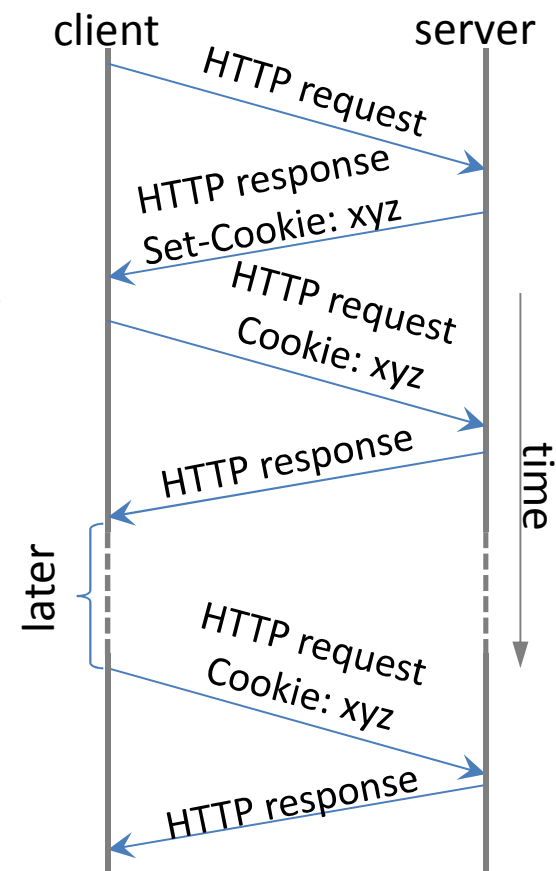 client
server
HTTP request
HTTP response
Set-Cookie: xyz
HTTP request
Cookie: xyz
HTTP response
time
later
HTTP request
Cookie: xyz
HTTP response